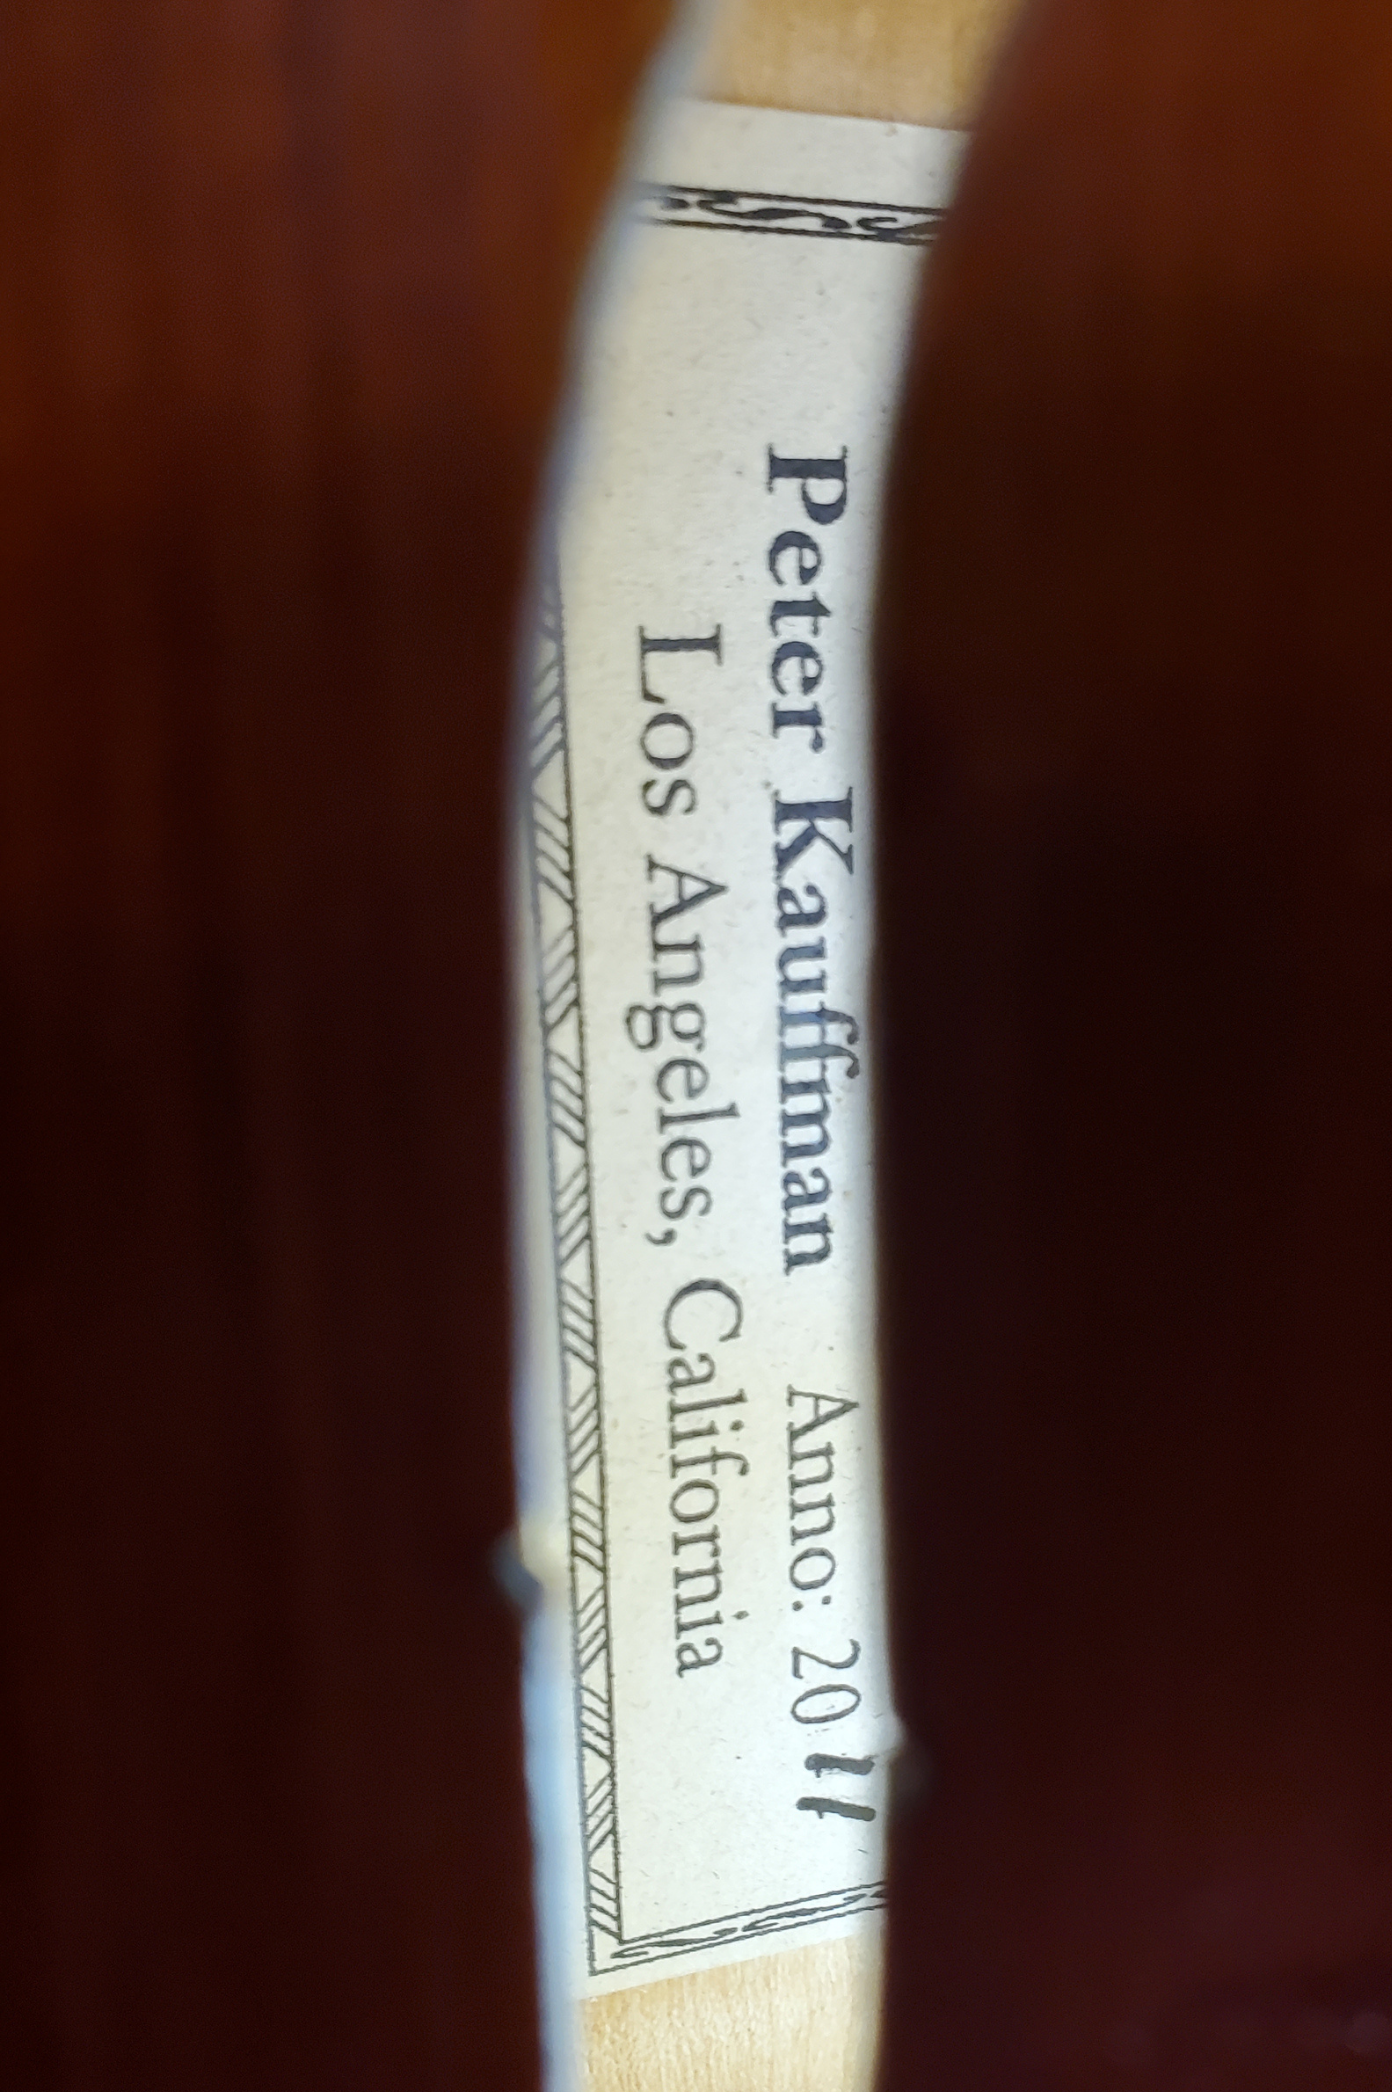 Peter Kauffman Anno: 2011
Los Angeles, California